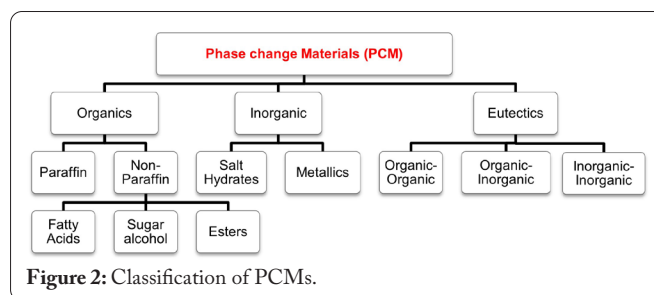 Phase change Materials (PCM)
Organics
Inorganic
Eutectics
Paraffin
Non-
Paraffin
Salt
Hydrates
Metallics
Organic-
Organic
Organic-
Inorganic
Inorganic-
Inorganic
Fatty
Acids
Sugar
alcohol
Esters
Figure 2: Classification of PCMs.